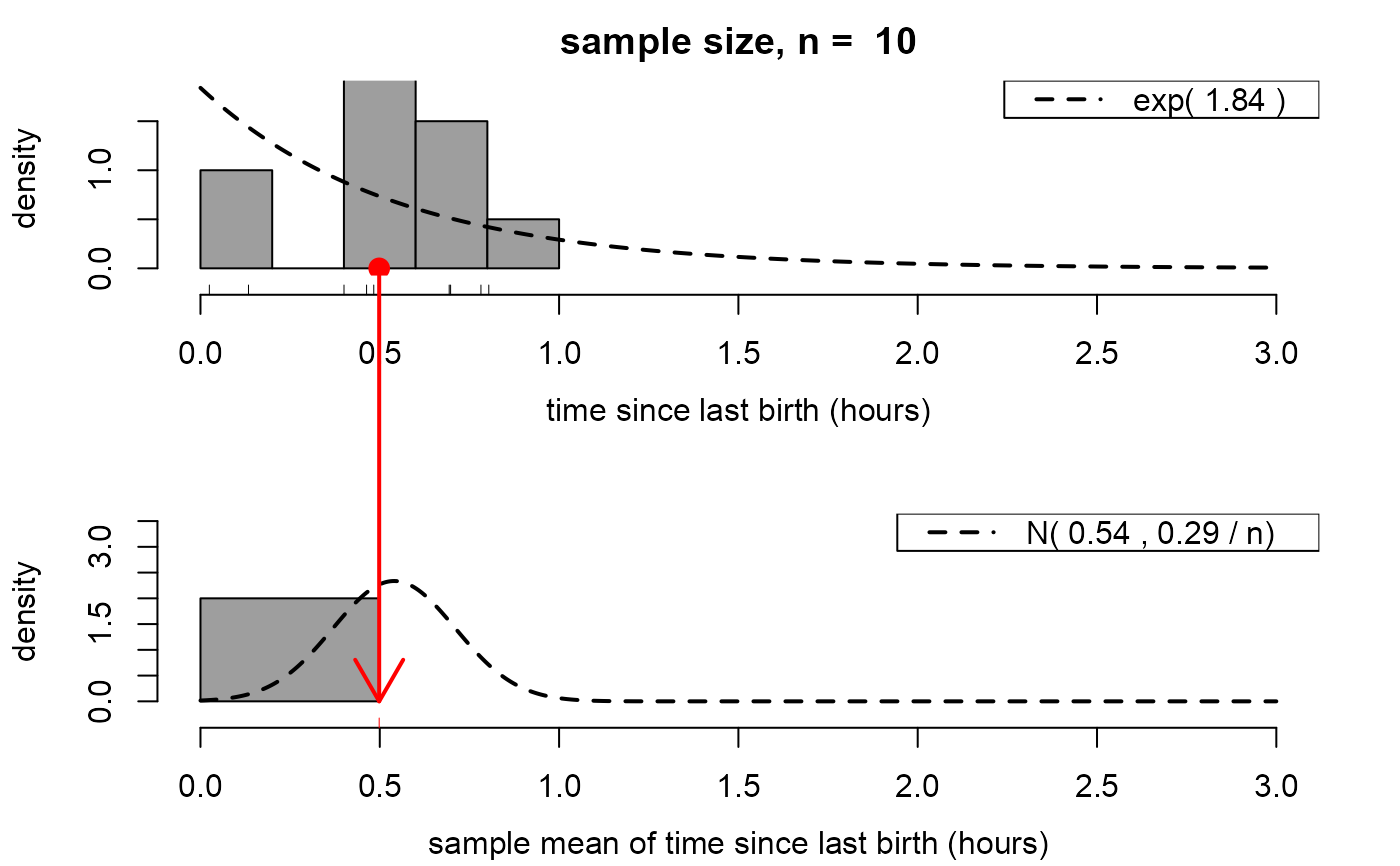 sample size, n =  10
exp( 1.84 )
density
1.0
0.0
0.0 0.5 1.0 1.5 2.0 2.5 3.0
time since last birth (hours)
N( 0.54 , 0.29 / n)
density
3.0
1.5
0.0
0.0 0.5 1.0 1.5 2.0 2.5 3.0
sample mean of time since last birth (hours)